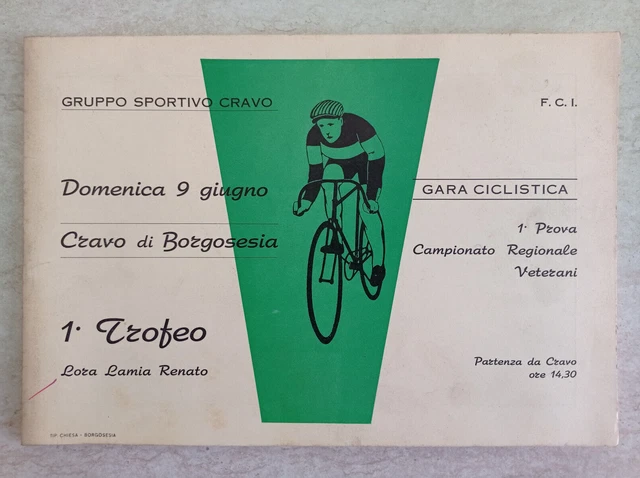 GRUPPO SPORTIVO CRAVO
F. C. I.
Domenica 9 giugno
GARA CICLISTICA
Cravo di Borgosesia
1ª Prova
Campionato Regionale
Veterani
1° Trofeo
Lora Lamia Renato
Partenza da Cravo
ore 14,30
TIP. CHIESA - BORGOSESIA